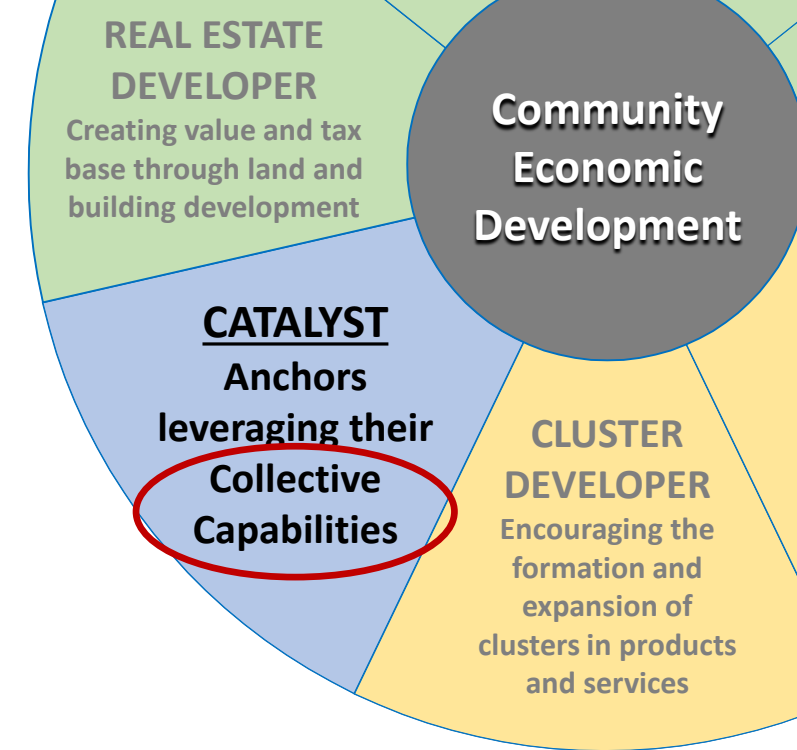 REAL ESTATE
DEVELOPER
Creating value and tax
base through land and
building development
Community
Economic
Development
CATALYST
Anchors
leveraging their
Collective
Capabilities
CLUSTER
DEVELOPER
Encouraging the
formation and
expansion of
clusters in products
and services